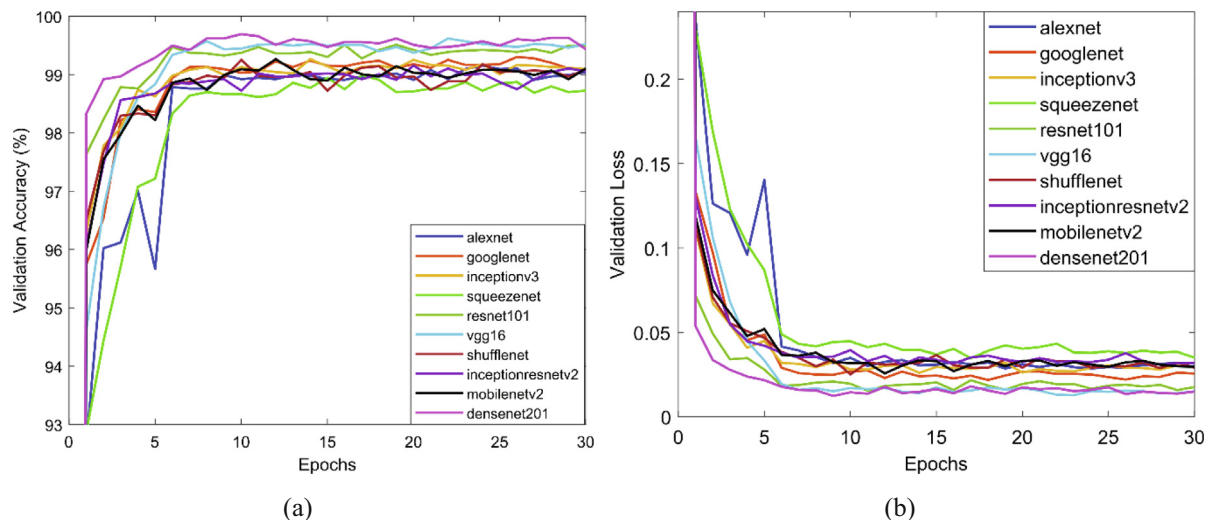 100
99
98
97
96
95
94
93
Validation Accuracy (%)
0
5
10
15
20
25
30
Epochs
alexnet
googlenet
inceptionv3
squeezenet
resnet101
vgg16
shufflenet
inceptionresnetv2
mobilenetv2
densenet201
(a)
0.2
0.15
0.1
0.05
0
Validation Loss
0
5
10
15
20
25
30
Epochs
alexnet
googlenet
inceptionv3
squeezenet
resnet101
vgg16
shufflenet
inceptionresnetv2
mobilenetv2
densenet201
(b)